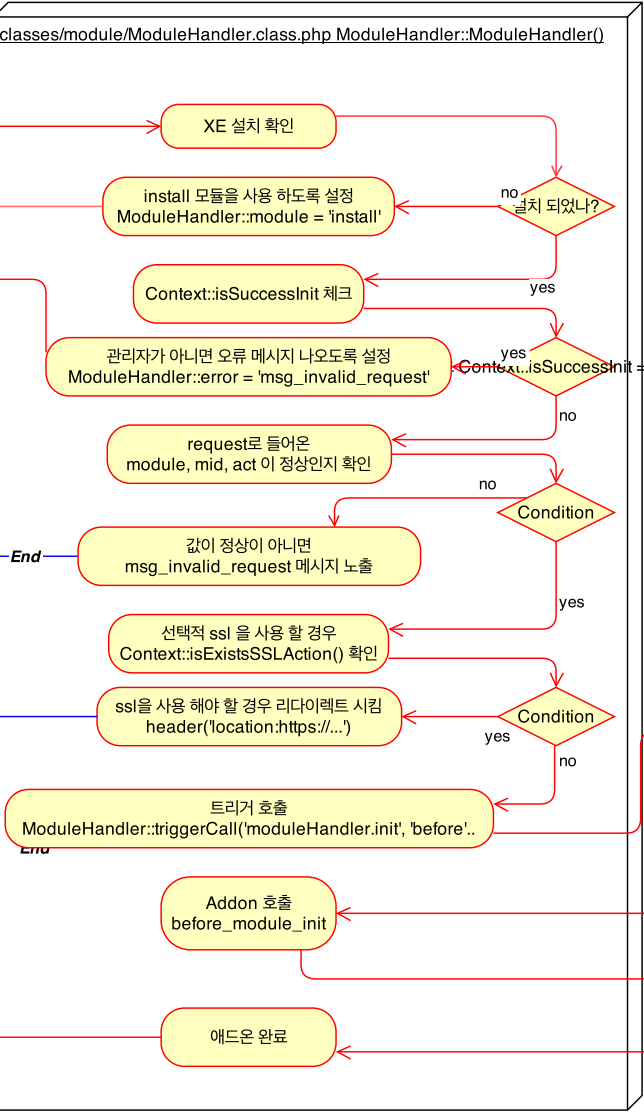 classes/module/ModuleHandler.class.php ModuleHandler::ModuleHandler()
XE 설치 확인
no
설치 되었나?
install 모듈을 사용 하도록 설정
ModuleHandler::module = 'install'
yes
Context::isSuccessInit 체크
yes
Context::isSuccessInit =
관리자가 아니면 오류 메시지 나오도록 설정
ModuleHandler::error = 'msg_invalid_request'
no
request로 들어온
module, mid, act 이 정상인지 확인
no
Condition
값이 정상이 아니면
msg_invalid_request 메시지 노출
End
yes
선택적 ssl 을 사용 할 경우
Context::isExistsSSLAction() 확인
ssl을 사용 해야 할 경우 리다이렉트 시킴
header('location:https://...')
Condition
yes
no
트리거 호출
ModuleHandler::triggerCall('moduleHandler.init', 'before'..
End
Addon 호출
before_module_init
애드온 완료